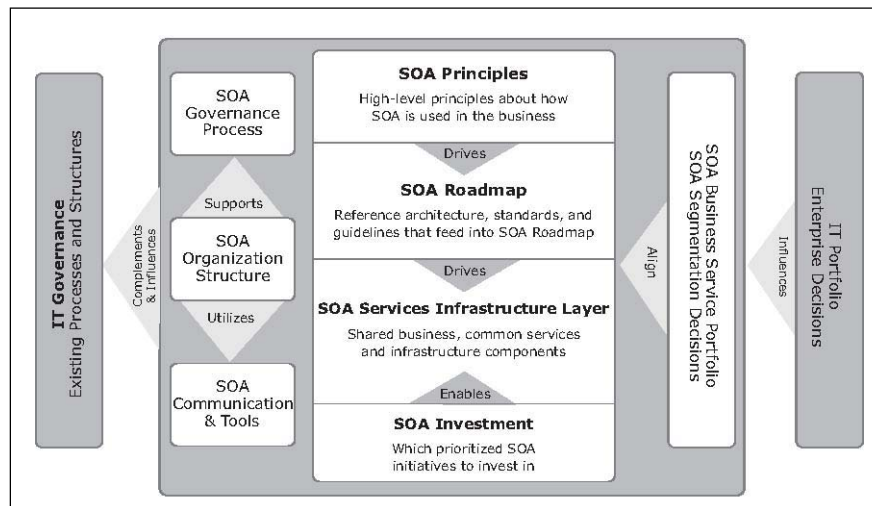 IT Governance
Existing Processes and Structures
Complements
& Influences
SOA
Governance
Process
Supports
SOA
Organization
Structure
Utilizes
SOA
Communication
& Tools
SOA Principles
High-level principles about how
SOA is used in the business
Drives
SOA Roadmap
Reference architecture, standards, and
guidelines that feed into SOA Roadmap
Drives
SOA Services Infrastructure Layer
Shared business, common services
and infrastructure components
Enables
SOA Investment
Which prioritized SOA
initiatives to invest in
Align
SOA Business Service Portfolio
SOA Segmentation Decisions
Influences
IT Portfolio
Enterprise Decisions